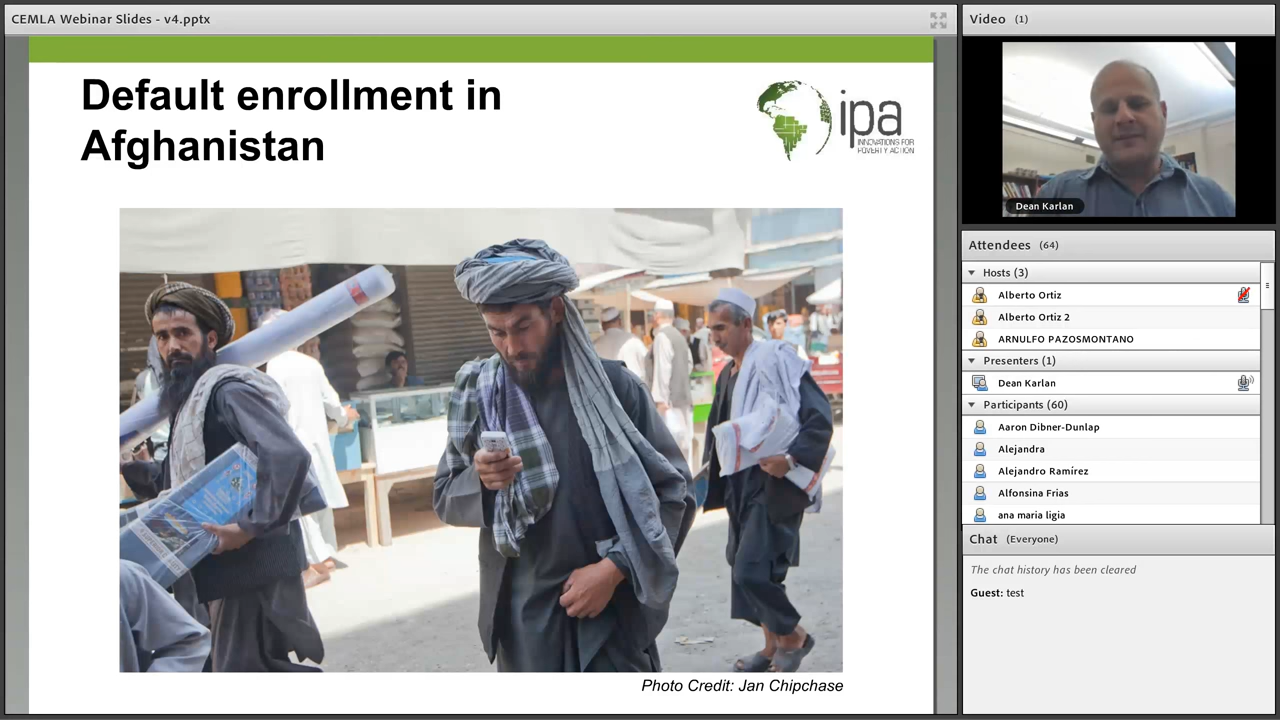 CEMLA Webinar Slides - v4.pptx
Default enrollment in
Afghanistan
ipa
INNOVATIONS FOR
POVERTY ACTION
Photo Credit: Jan Chipchase
Video (1)
Dean Karlan
Attendees (64)
Hosts (3)
Alberto Ortiz
Alberto Ortiz 2
ARNULFO PAZOSMONTANO
Presenters (1)
Dean Karlan
Participants (60)
Aaron Dibner-Dunlap
Alejandra
Alejandro Ramírez
Alfonsina Frias
ana maria ligia
Chat (Everyone)
The chat history has been cleared
Guest: test